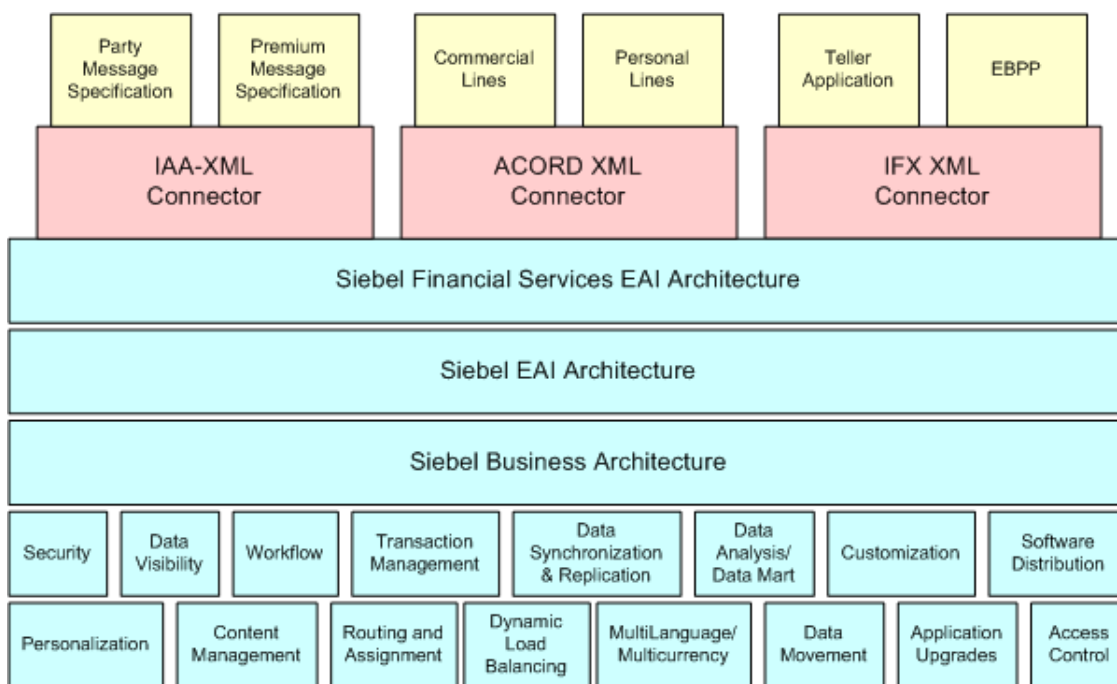 Party
Message
Specification
Premium
Message
Specification
Commercial
Lines
Personal
Lines
Teller
Application
EBPP
IAA-XML
Connector
ACORD XML
Connector
IFX XML
Connector
Siebel Financial Services EAI Architecture
Siebel EAI Architecture
Siebel Business Architecture
Security
Data
Visibility
Workflow
Transaction
Management
Data
Synchronization
& Replication
Data
Analysis/
Data Mart
Customization
Software
Distribution
Personalization
Content
Management
Routing and
Assignment
Dynamic
Load
Balancing
MultiLanguage/
Multicurrency
Data
Movement
Application
Upgrades
Access
Control